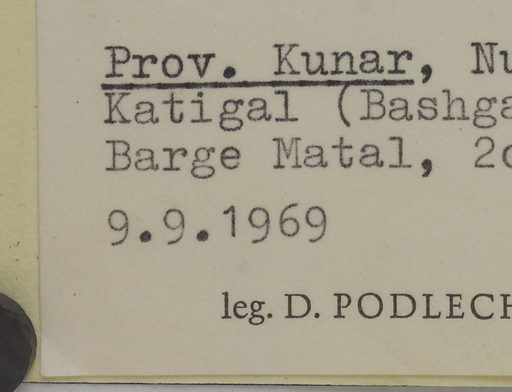 Prov. Kunar, Nu
Katigal (Bashga
Barge Matal, 2
9.9.1969
leg. D. PODLECH